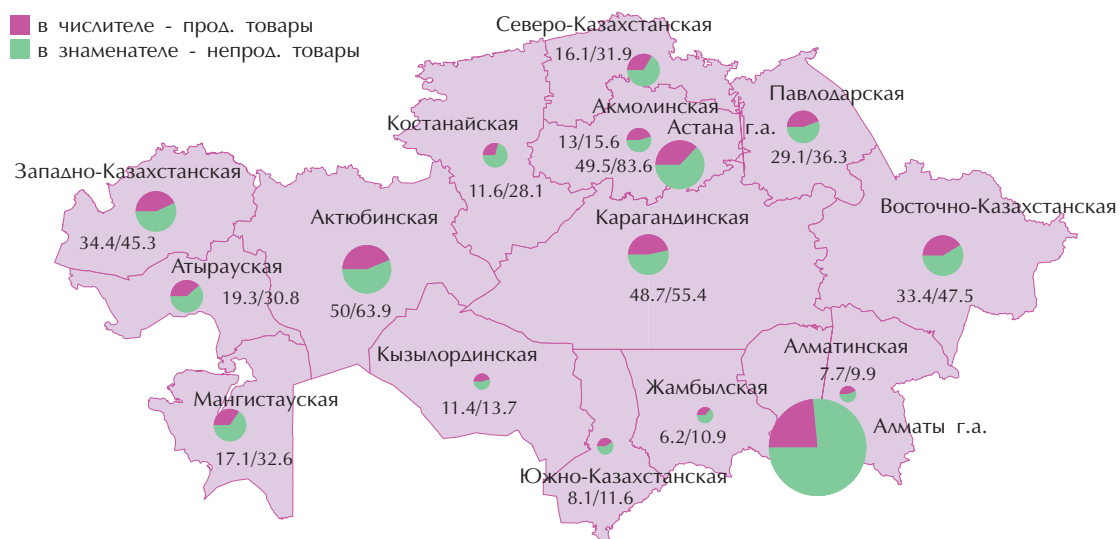 в числителе - прод. товары
в знаменателе - непрод. товары
Северо-Казахстанская
16.1/31.9
Павлодарская
29.1/36.3
Акмолинская
13/15.6
Астана г.а.
49.5/83.6
Костанайская
11.6/28.1
Западно-Казахстанская
34.4/45.3
Актюбинская
50/63.9
Карагандинская
48.7/55.4
Восточно-Казахстанская
33.4/47.5
Атырауская
19.3/30.8
Кызылординская
11.4/13.7
Жамбылская
6.2/10.9
Алматинская
7.7/9.9
Мангистауская
17.1/32.6
Алматы г.а.
Южно-Казахстанская
8.1/11.6